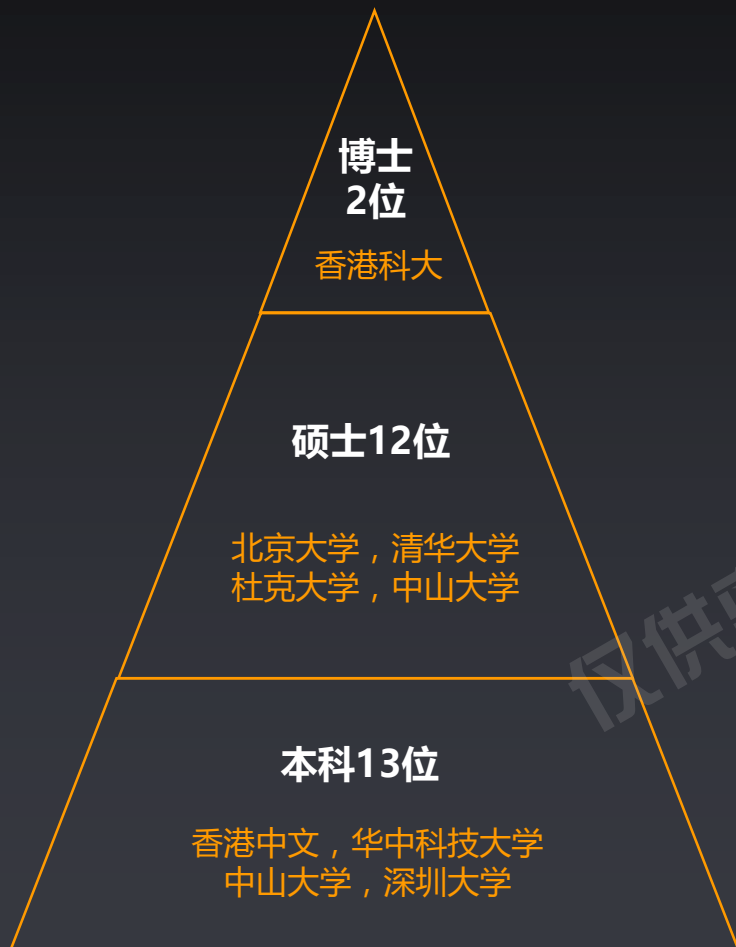 博士
2位
香港科大
硕士12位
北京大学，清华大学
杜克大学，中山大学
仅供
本科13位
香港中文，华中科技大学
中山大学，深圳大学